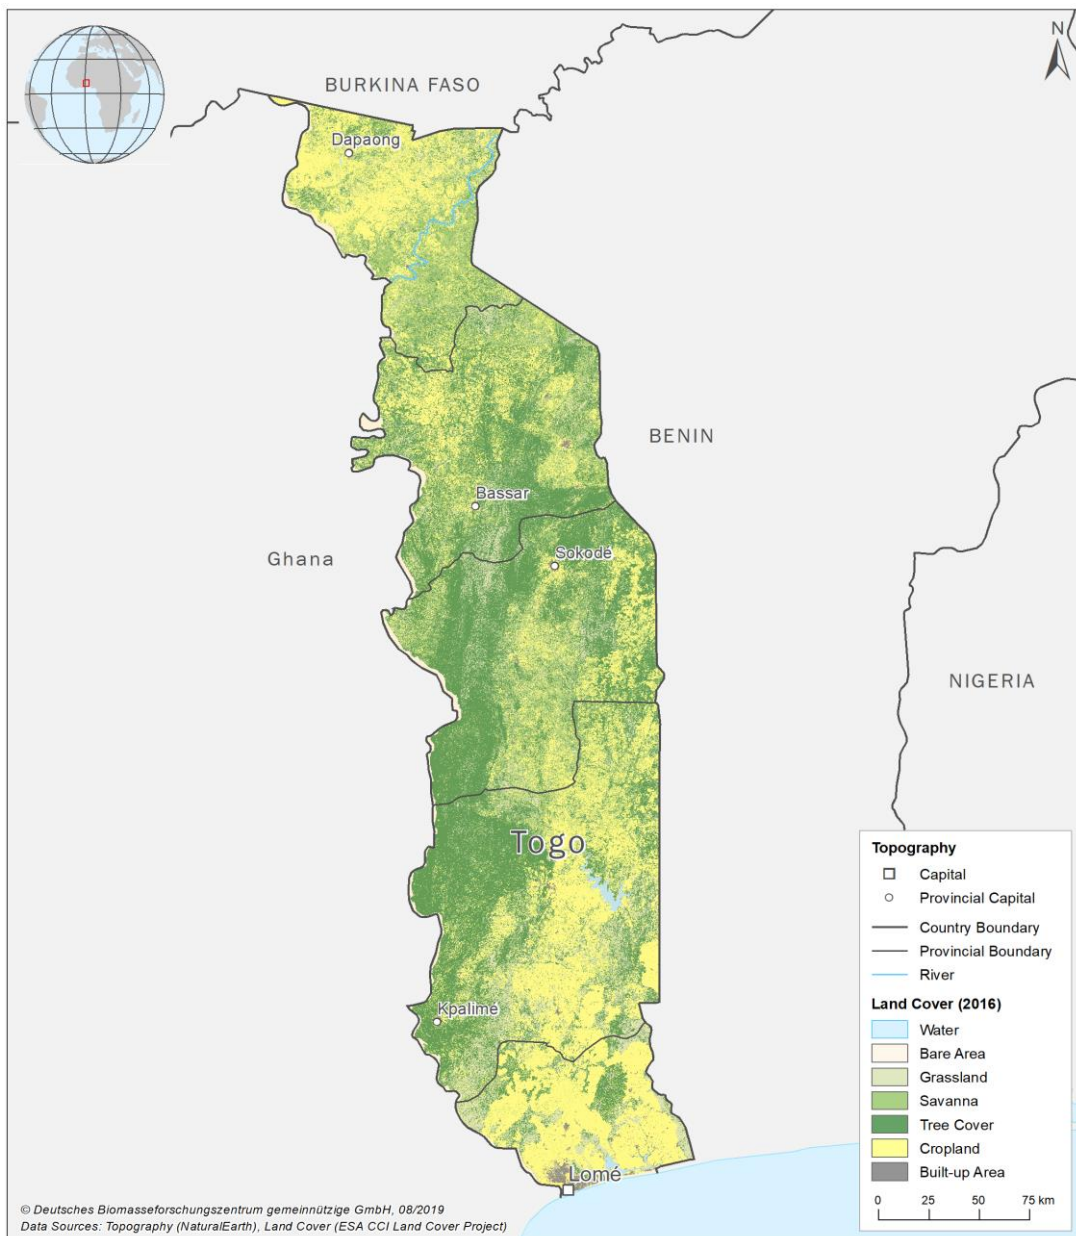 N
BURKINA FASO
Dapaong
BENIN
Bassar
Ghana
Sokodé
NIGERIA
Togo
Kpalimé
Lomé
Topography
Capital
Provincial Capital
Country Boundary
Provincial Boundary
River
Land Cover (2016)
Water
Bare Area
Grassland
Savanna
Tree Cover
Cropland
Built-up Area
0 25 50 75 km
© Deutsches Biomasseforschungszentrum gemeinnützige GmbH, 08/2019
Data Sources: Topography (NaturalEarth), Land Cover (ESA CCI Land Cover Project)